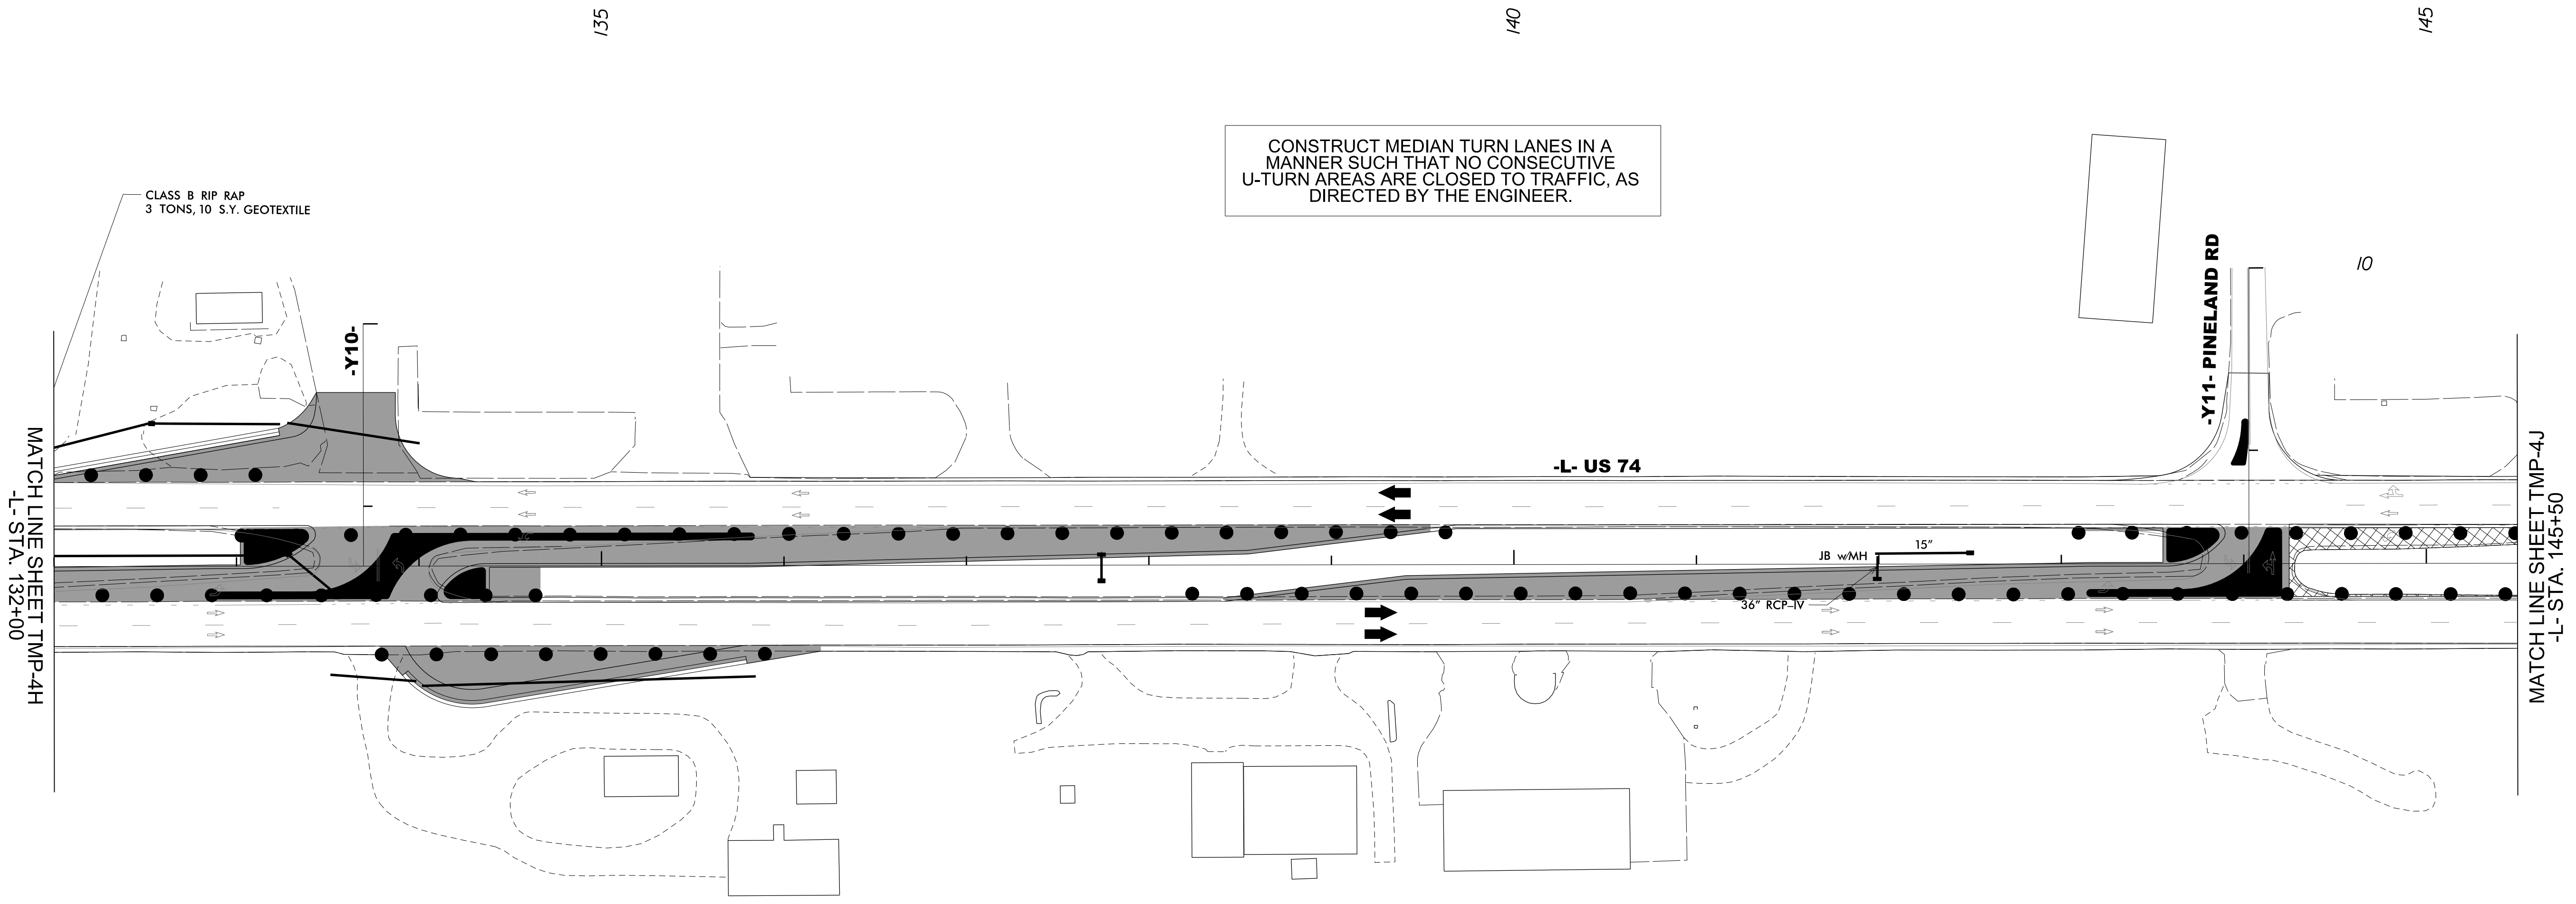 135
140
145
CONSTRUCT MEDIAN TURN LANES IN A
MANNER SUCH THAT NO CONSECUTIVE
U-TURN AREAS ARE CLOSED TO TRAFFIC, AS
DIRECTED BY THE ENGINEER.
CLASS B RIP RAP
3 TONS, 10 S.Y. GEOTEXTILE
-Y10-
-Y11- PINELAND RD
10
-L- US 74
MATCH LINE SHEET TMP-4H
-L- STA. 132+00
MATCH LINE SHEET TMP-4J
-L- STA. 145+50
15"
JB w/MH
36" RCP-IV